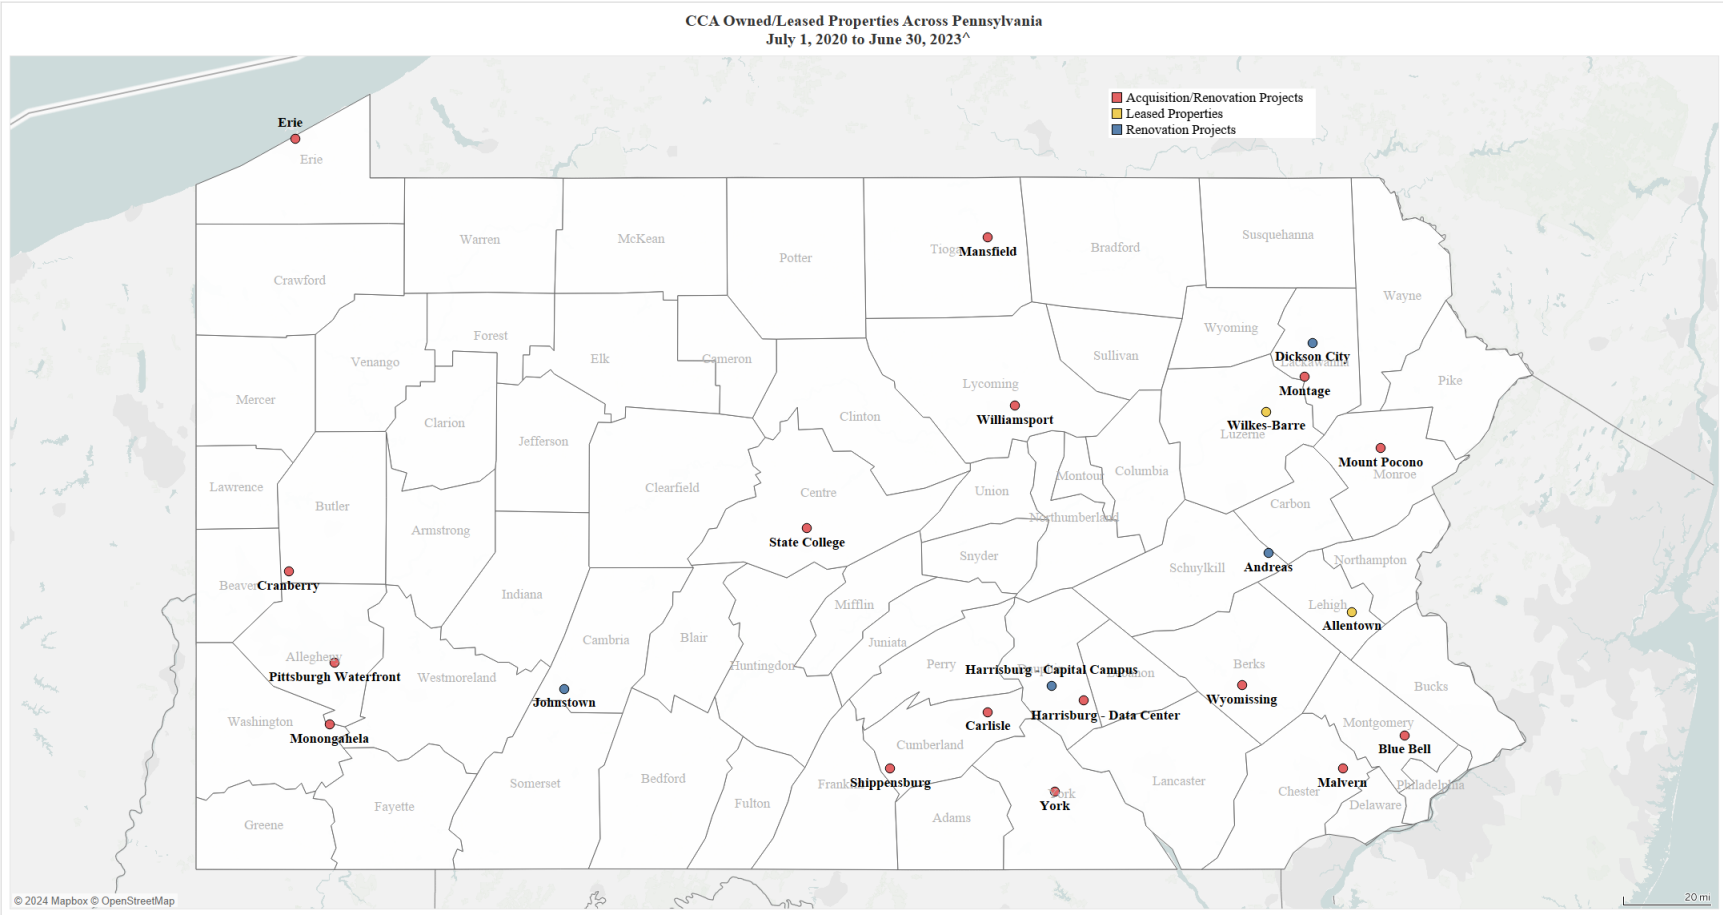 CCA Owned/Leased Properties Across Pennsylvania
July 1, 2020 to June 30, 2023^
Acquisition/Renovation Projects
Leased Properties
Renovation Projects
Erie
Erie
Warren
McKean
Potter
Tioga
Mansfield
Bradford
Susquehanna
Crawford
Wayne
Forest
Wyoming
Venango
Elk
Cameron
Sullivan
Dickson City
Lackawanna
Mercer
Lycoming
Montage
Pike
Clarion
Clinton
Williamsport
Wilkes-Barre
Luzerne
Jefferson
Mount Pocono
Monroe
Lawrence
Clearfield
Centre
Union
Montour
Columbia
Butler
Carbon
Armstrong
Northumberland
State College
Snyder
Schuylkill
Andreas
Northampton
Beaver
Cranberry
Indiana
Mifflin
Lehigh
Allentown
Cambria
Blair
Juniata
Allegheny
Pittsburgh Waterfront
Westmoreland
Huntingdon
Perry
Harrisburg - Capital Campus
Berks
Bucks
Johnstown
Wyomissing
Washington
Monongahela
Carlisle
Harrisburg - Data Center
Montgomery
Cumberland
Blue Bell
Somerset
Bedford
Shippensburg
Lancaster
Malvern
Chester
Philadelphia
Fayette
Fulton
York
Delaware
Greene
Adams
© 2024 Mapbox © OpenStreetMap
20 mi